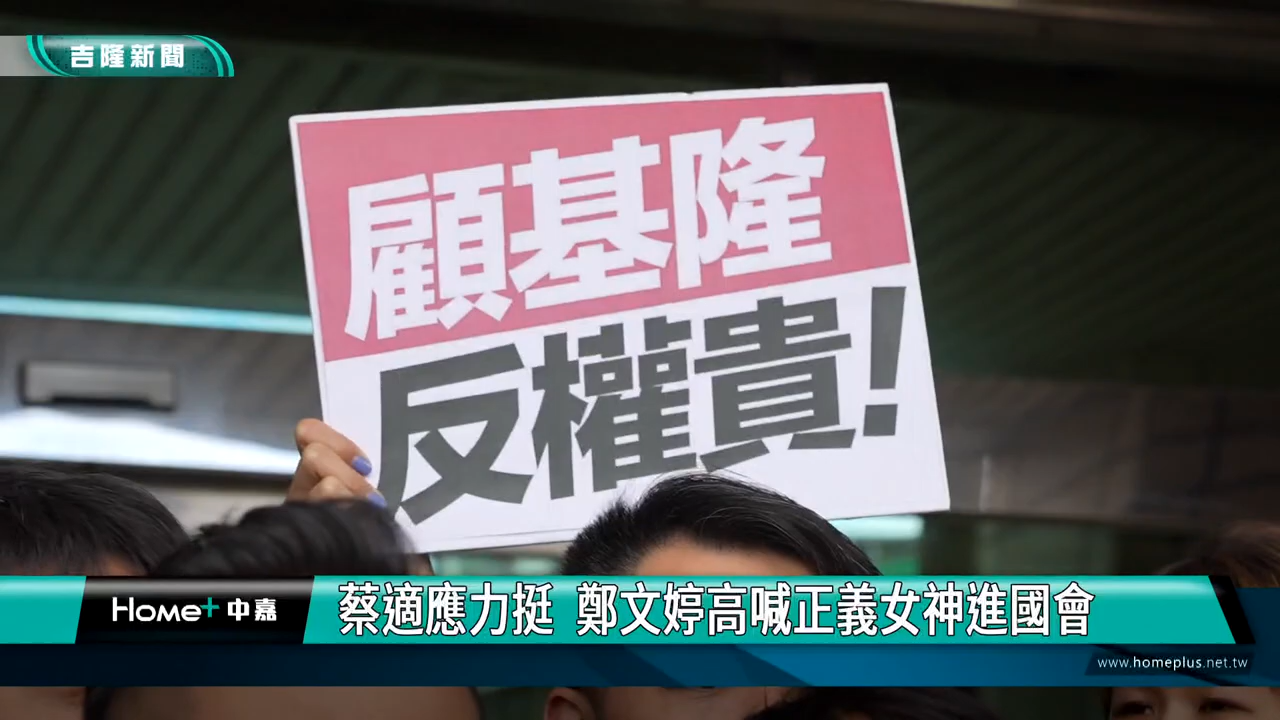 吉隆新聞
顧基隆
反權貴!
Home+中嘉
蔡適應力挺 鄭文婷高喊正義女神進國會
www.homeplus.net.tw